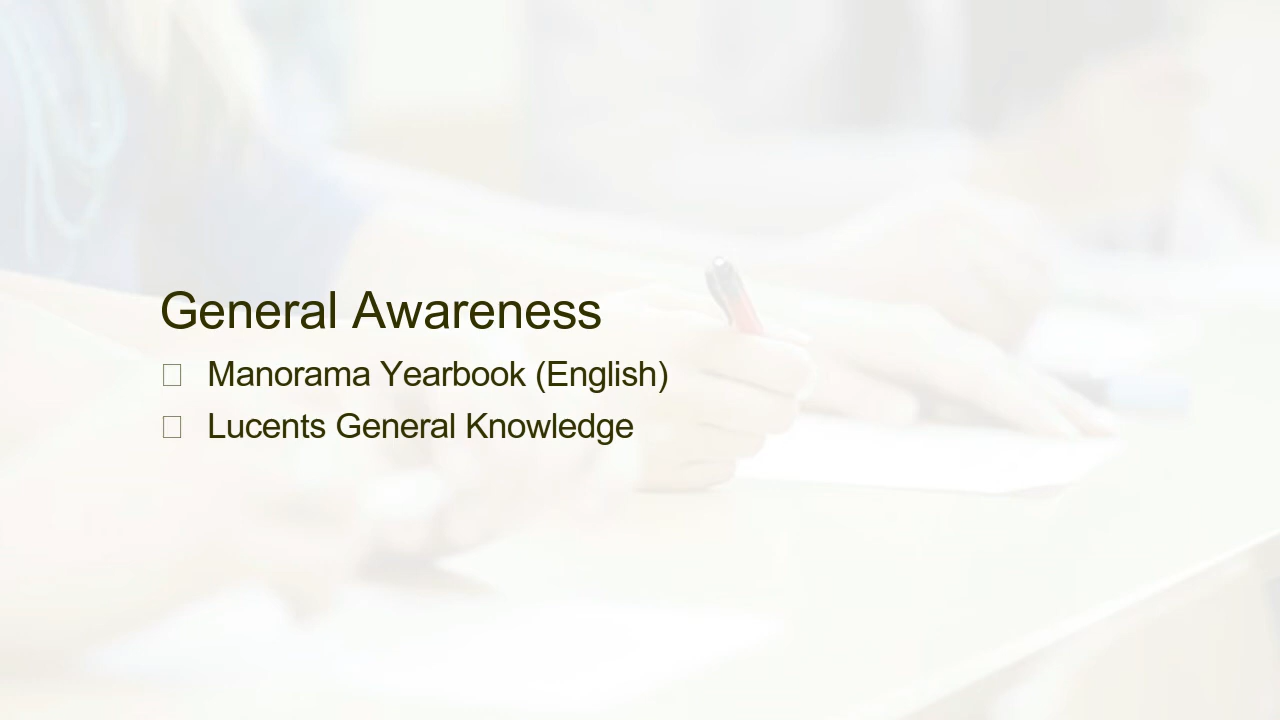 General Awareness
Manorama Yearbook (English)
Lucents General Knowledge